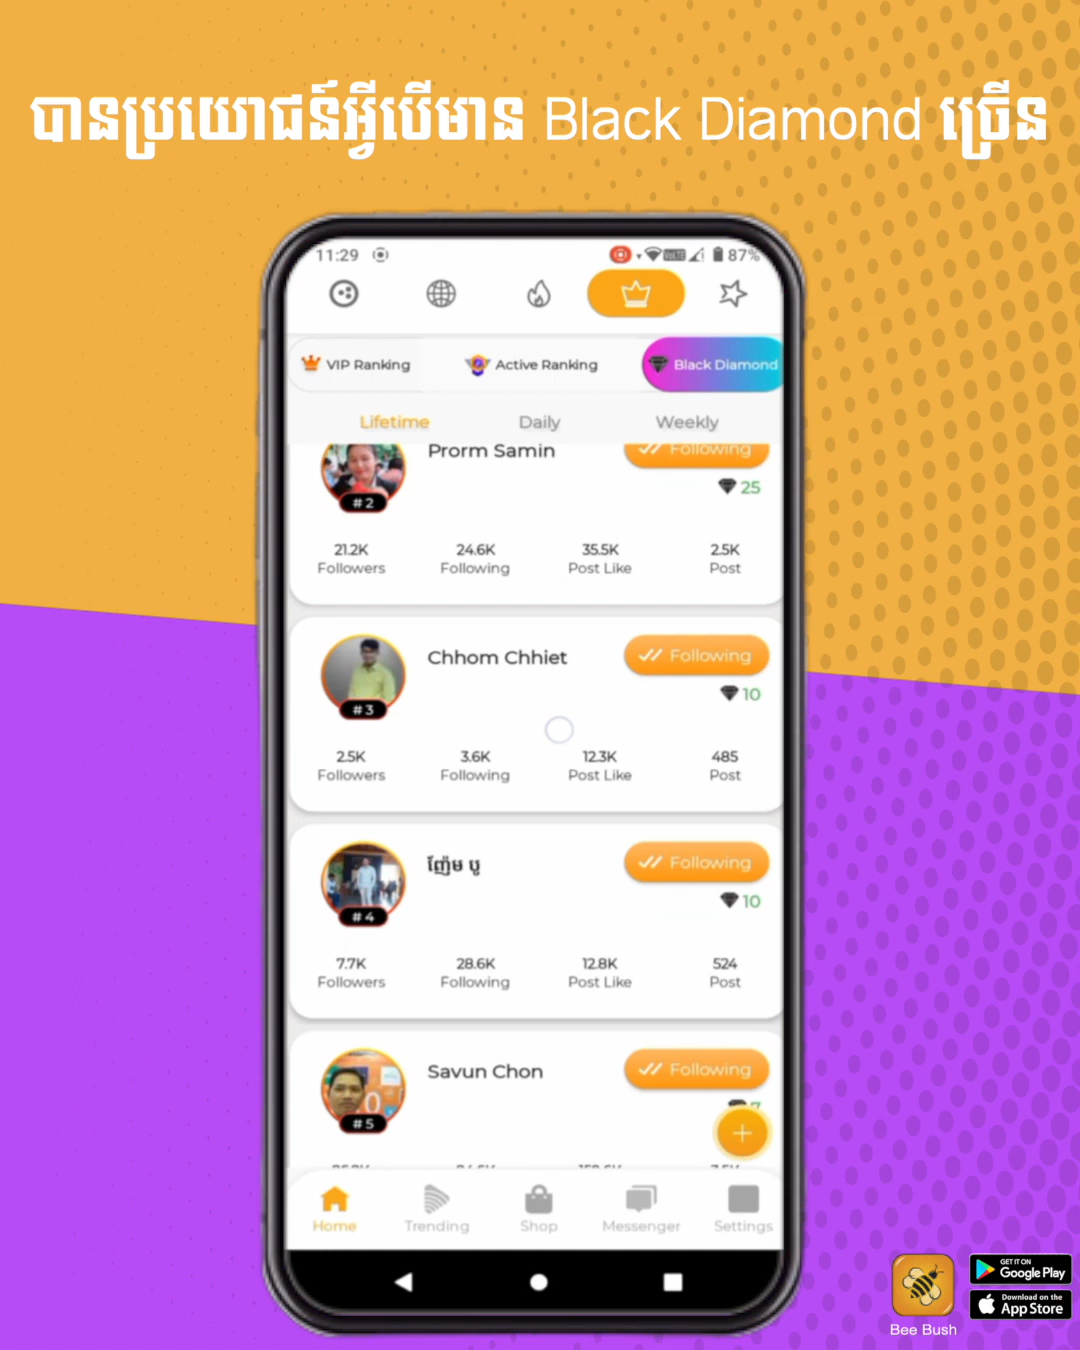 បានប្រយោជន៍អ្វីបើមាន Black Diamond ច្រើន
11:29
87%
VIP Ranking
Active Ranking
Black Diamond
Lifetime
Daily
Weekly
Prorm Samin
Following
25
#2
21.2K
24.6K
35.5K
2.5K
Followers
Following
Post Like
Post
Chhom Chhiet
Following
10
#3
2.5K
3.6K
12.3K
485
Followers
Following
Post Like
Post
ញ៉ែម បូ
Following
10
#4
7.7K
28.6K
12.8K
524
Followers
Following
Post Like
Post
Savun Chon
Following
#5
Home
Trending
Shop
Messenger
Settings
GET IT ON
Google Play
Download on the
App Store
Bee Bush